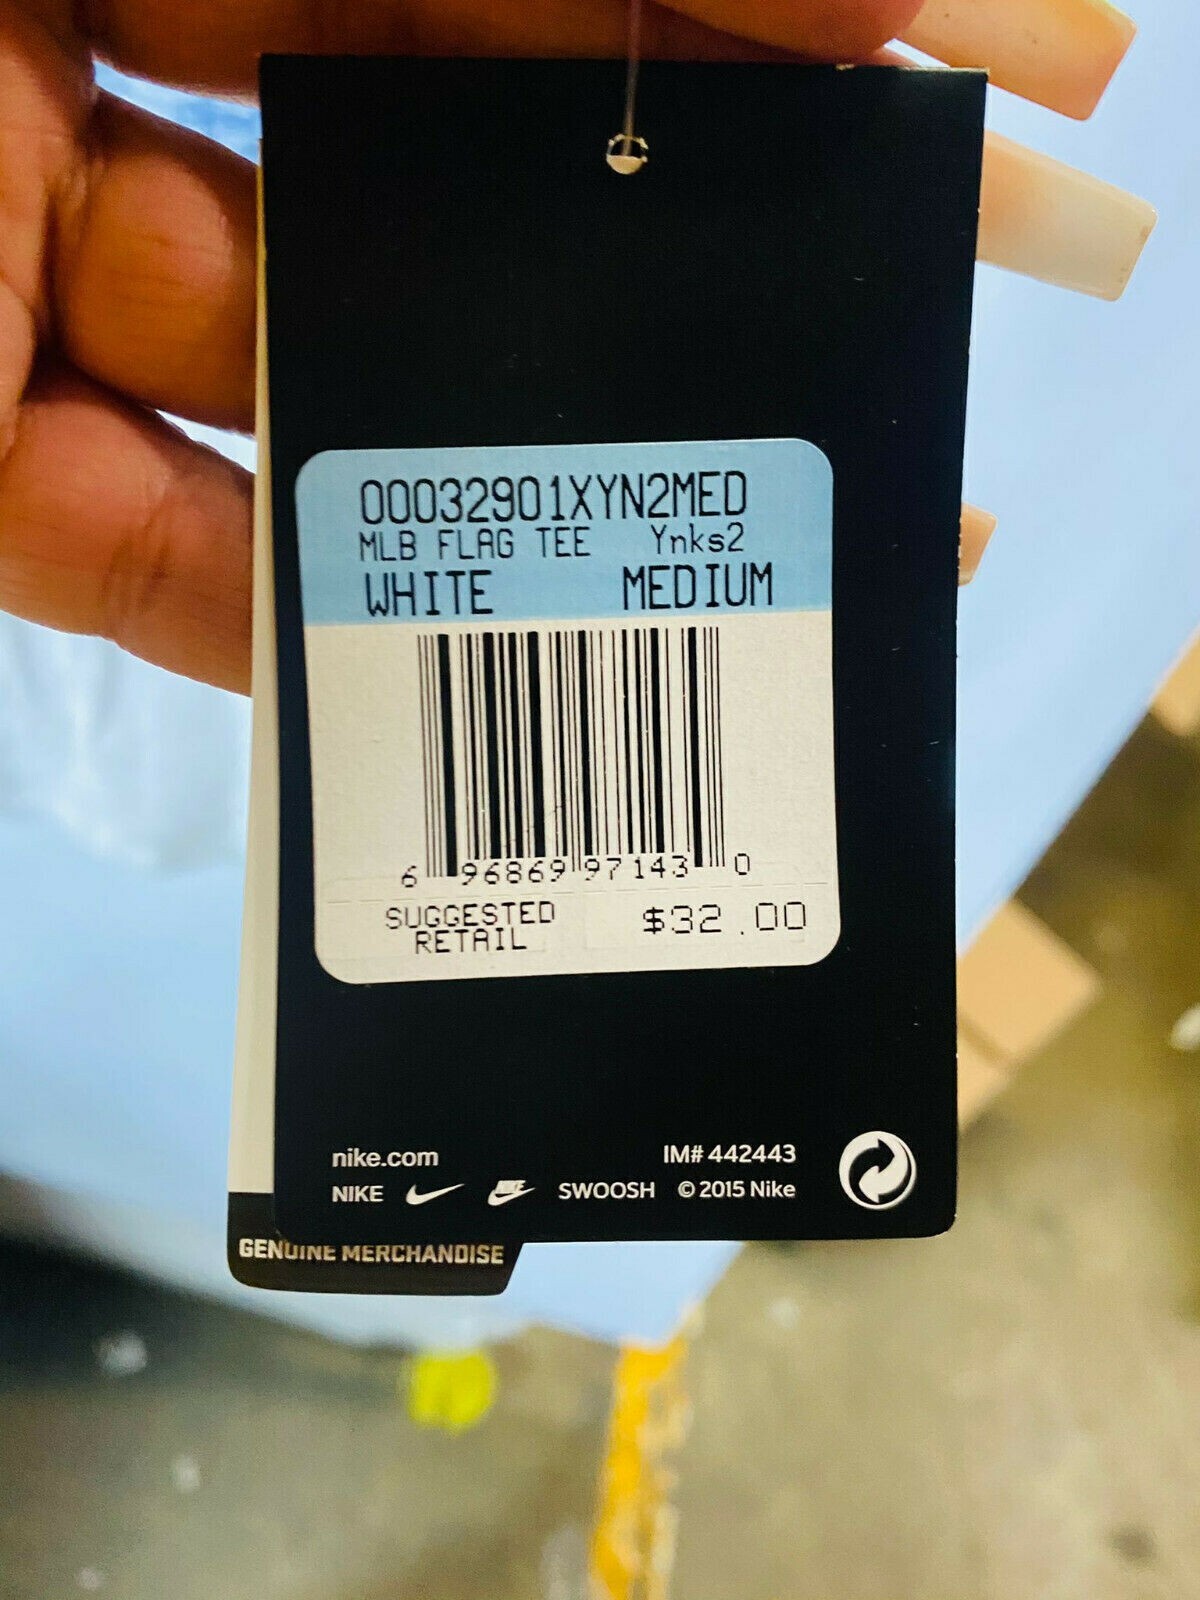 00032901XYN2MED
MLB FLAG TEE Ynks2
WHITE MEDIUM
6 96869 97143 0
SUGGESTED
RETAIL $32.00
nike.com IM# 442443
NIKE NIKE SWOOSH © 2015 Nike
GENUINE MERCHANDISE